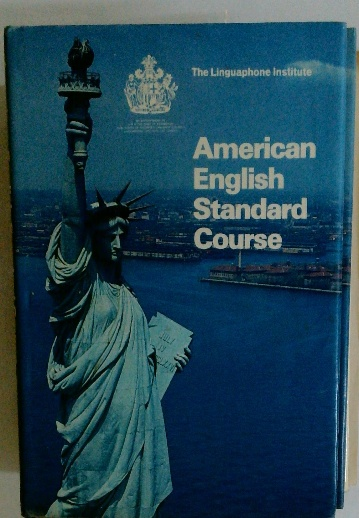 The Linguaphone Institute
American
English
Standard
Course